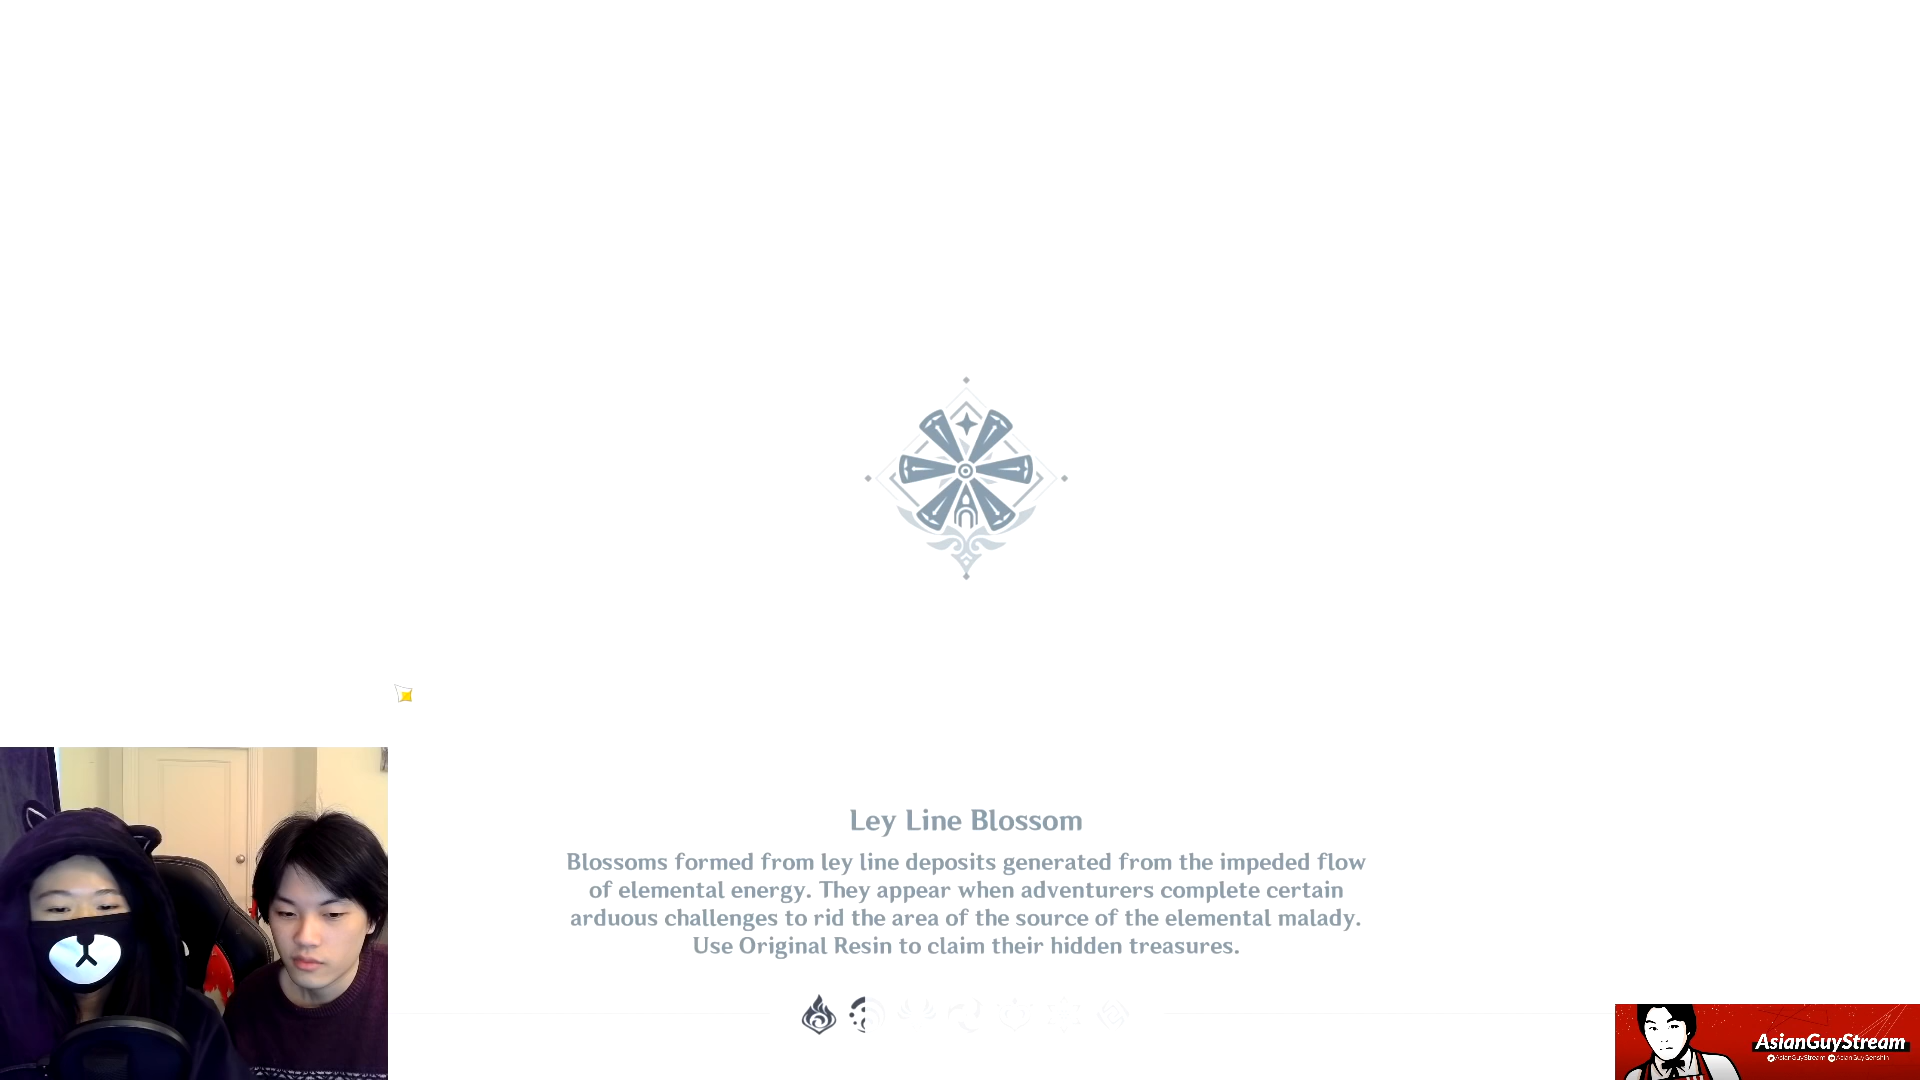 Ley Line Blossom
Blossoms formed from ley line deposits generated from the impeded flow
of elemental energy. They appear when adventurers complete certain
arduous challenges to rid the area of the source of the elemental malady.
Use Original Resin to claim their hidden treasures.
AsianGuyStream
AsianGuyStream AsianGuyGenshin